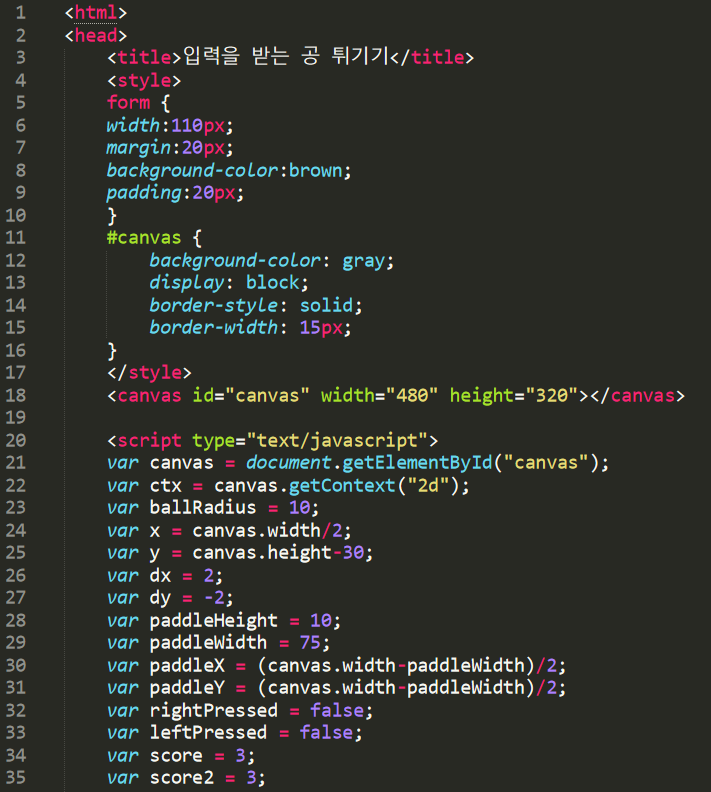 1 <html>
2 <head>
3 <title>입력을 받는 공 튀기기</title>
4 <style>
5 form {
6 width:110px;
7 margin:20px;
8 background-color:brown;
9 padding:20px;
10 }
11 #canvas {
12 background-color: gray;
13 display: block;
14 border-style: solid;
15 border-width: 15px;
16 }
17 </style>
18 <canvas id="canvas" width="480" height="320"></canvas>
19
20 <script type="text/javascript">
21 var canvas = document.getElementById("canvas");
22 var ctx = canvas.getContext("2d");
23 var ballRadius = 10;
24 var x = canvas.width/2;
25 var y = canvas.height-30;
26 var dx = 2;
27 var dy = -2;
28 var paddleHeight = 10;
29 var paddleWidth = 75;
30 var paddleX = (canvas.width-paddleWidth)/2;
31 var paddleY = (canvas.width-paddleWidth)/2;
32 var rightPressed = false;
33 var leftPressed = false;
34 var score = 3;
35 var score2 = 3;